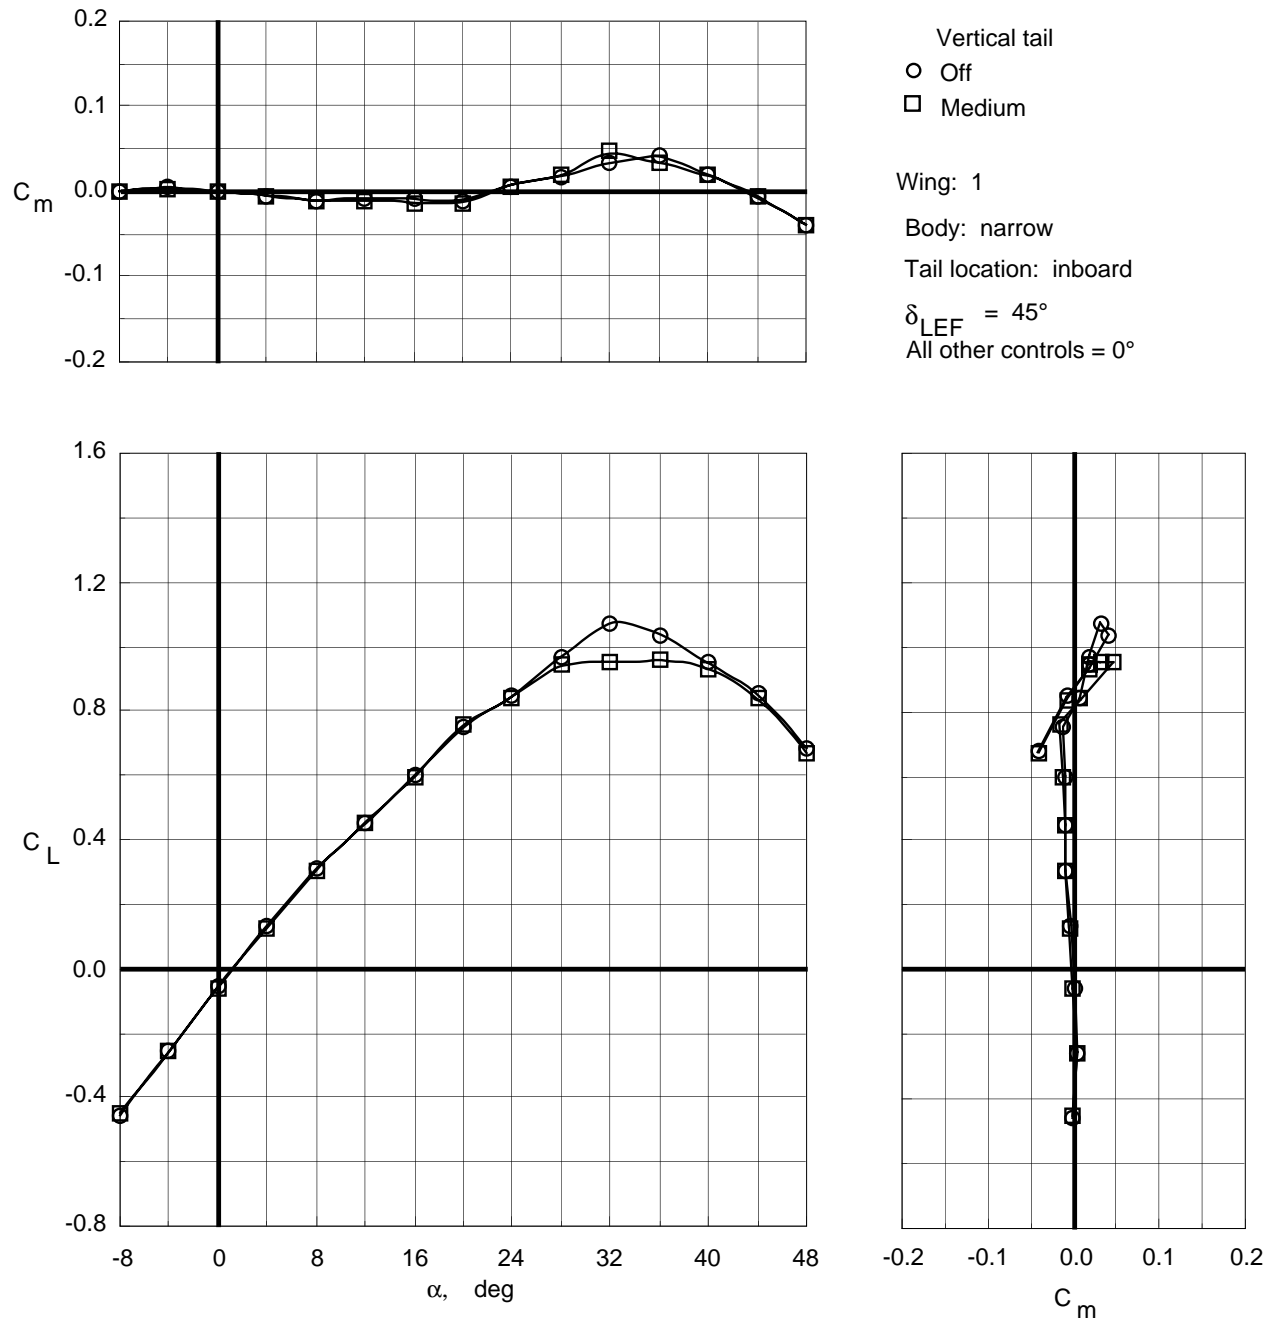 0.2
0.1
0.0
-0.1
-0.2
C m
Vertical tail
Off
Medium
Wing: 1
Body: narrow
Tail location: inboard
δLEF = 45°
All other controls = 0°
1.6
1.2
0.8
0.4
0.0
-0.4
-0.8
C L
-8 0 8 16 24 32 40 48
α, deg
-0.2 -0.1 0.0 0.1 0.2
C m